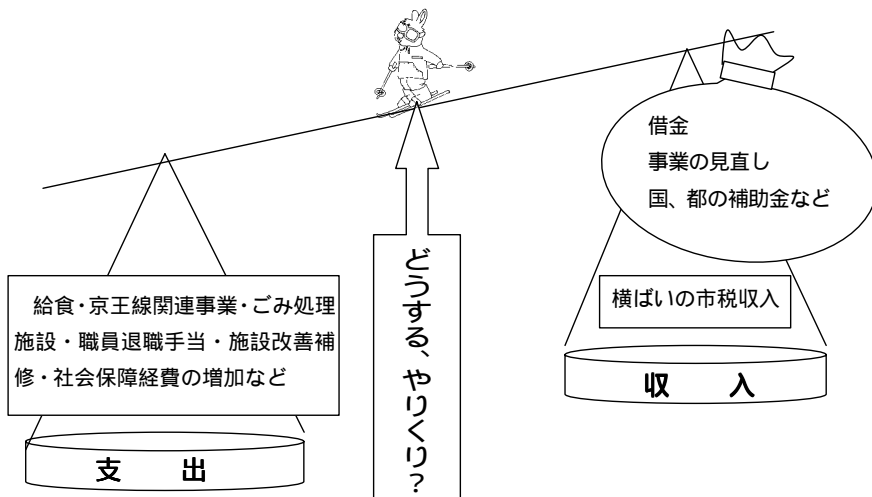 借金
事業の見直し
国、都の補助金など
横ばいの市税収入
収　入
どうする、やりくり？
給食・京王線関連事業・ごみ処理
施設・職員退職手当・施設改善補
修・社会保障経費の増加など
支　出